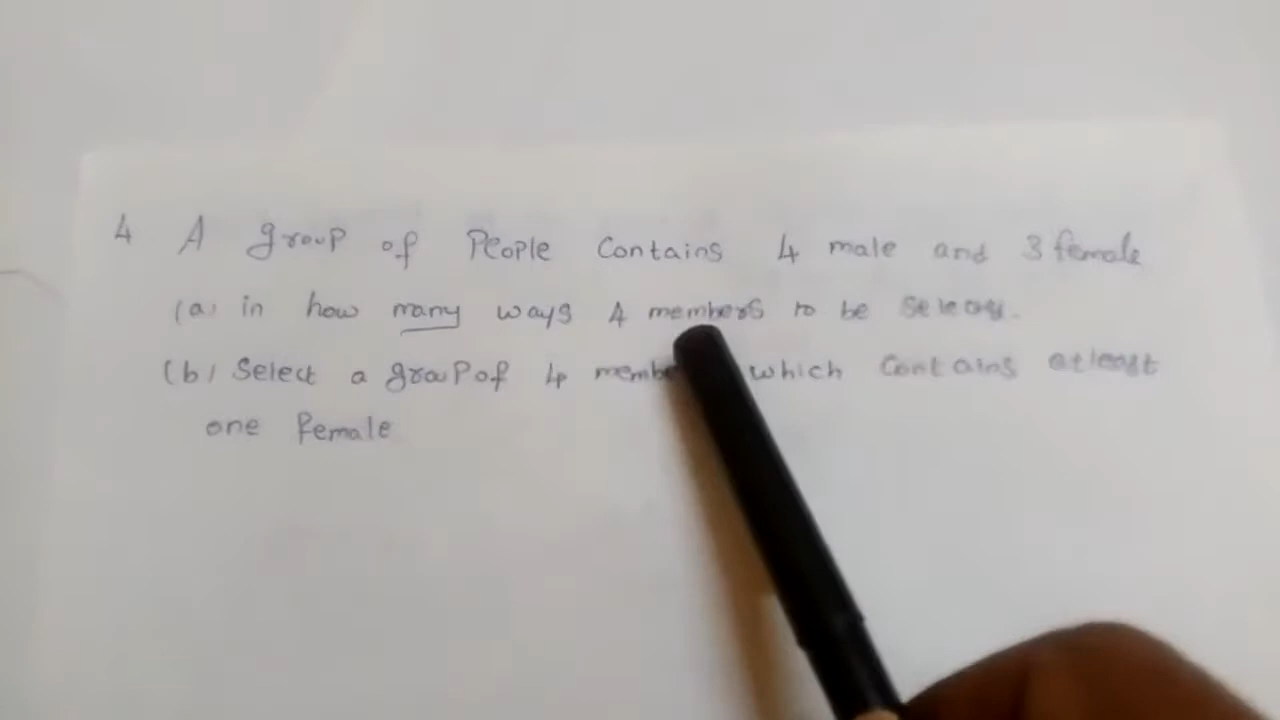 4 A group of People Contains 4 male and 3 female
(a) in how many ways 4 members to be
(b) Select a group of 4 which Contains atleast
one Female